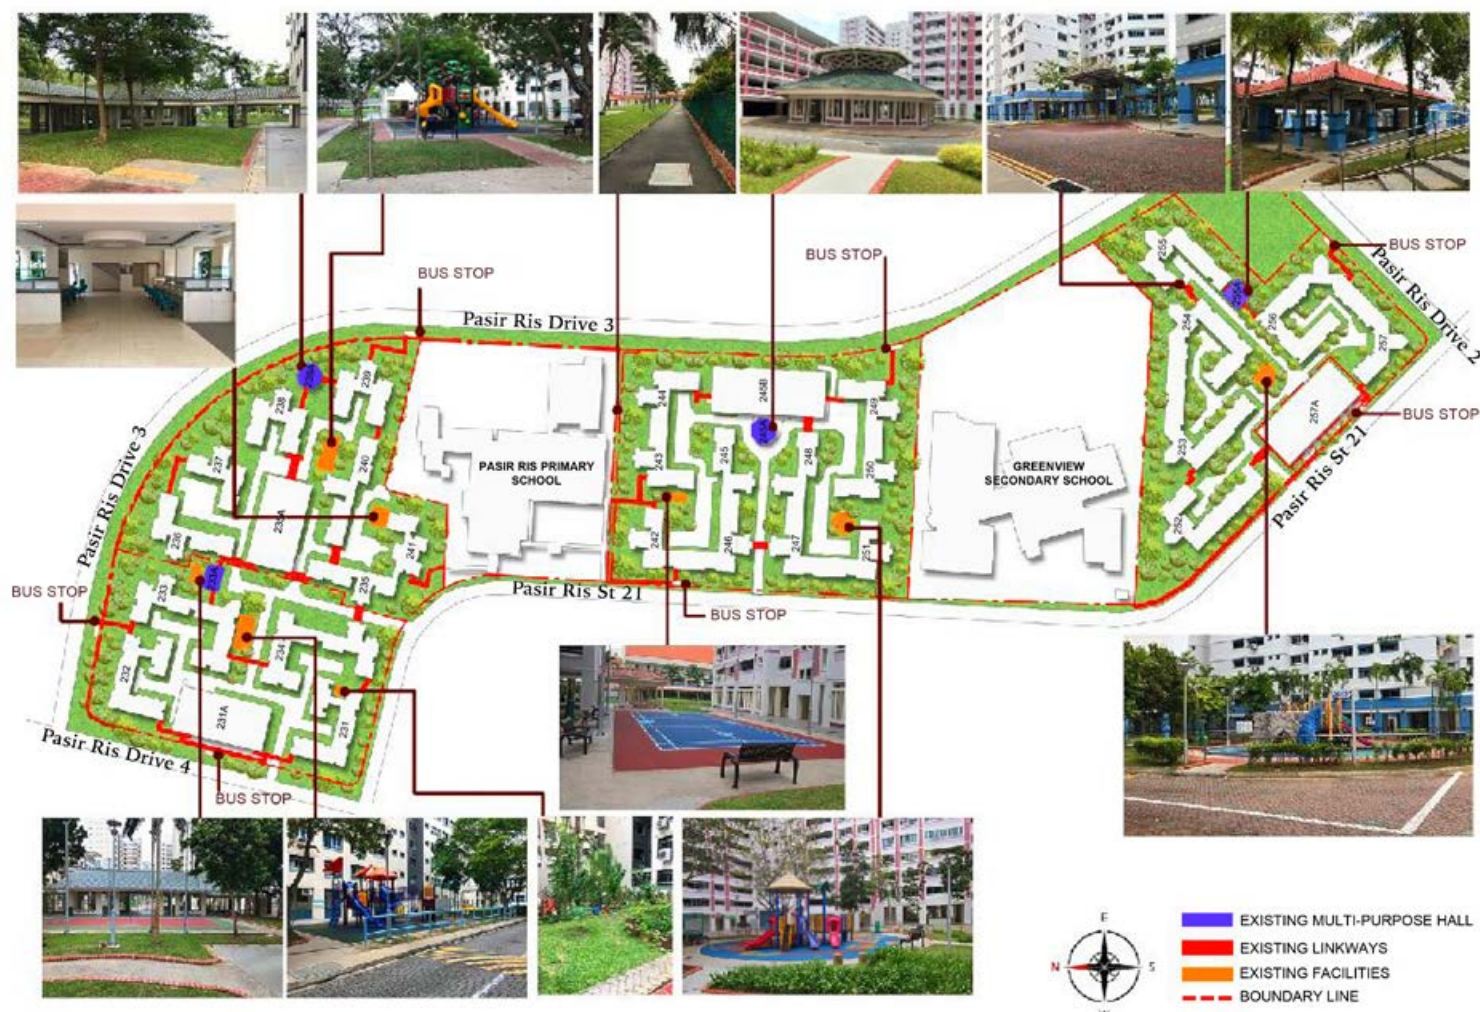 BUS STOP
BUS STOP
BUS STOP
Pasir Ris Drive 3
Pasir Ris Drive 2
255
254
256
257
239
238
244
245B
249
257A
BUS STOP
Pasir Ris Drive 3
237
240
243
245
248
250
253
PASIR RIS PRIMARY
SCHOOL
GREENVIEW
SECONDARY SCHOOL
Pasir Ris St 21
235A
236
241
242
246
247
251
252
BUS STOP
233
235
Pasir Ris St 21
BUS STOP
232
234
231A
231
Pasir Ris Drive 4
BUS STOP
E
N
S
W
EXISTING MULTI-PURPOSE HALL
EXISTING LINKWAYS
EXISTING FACILITIES
BOUNDARY LINE